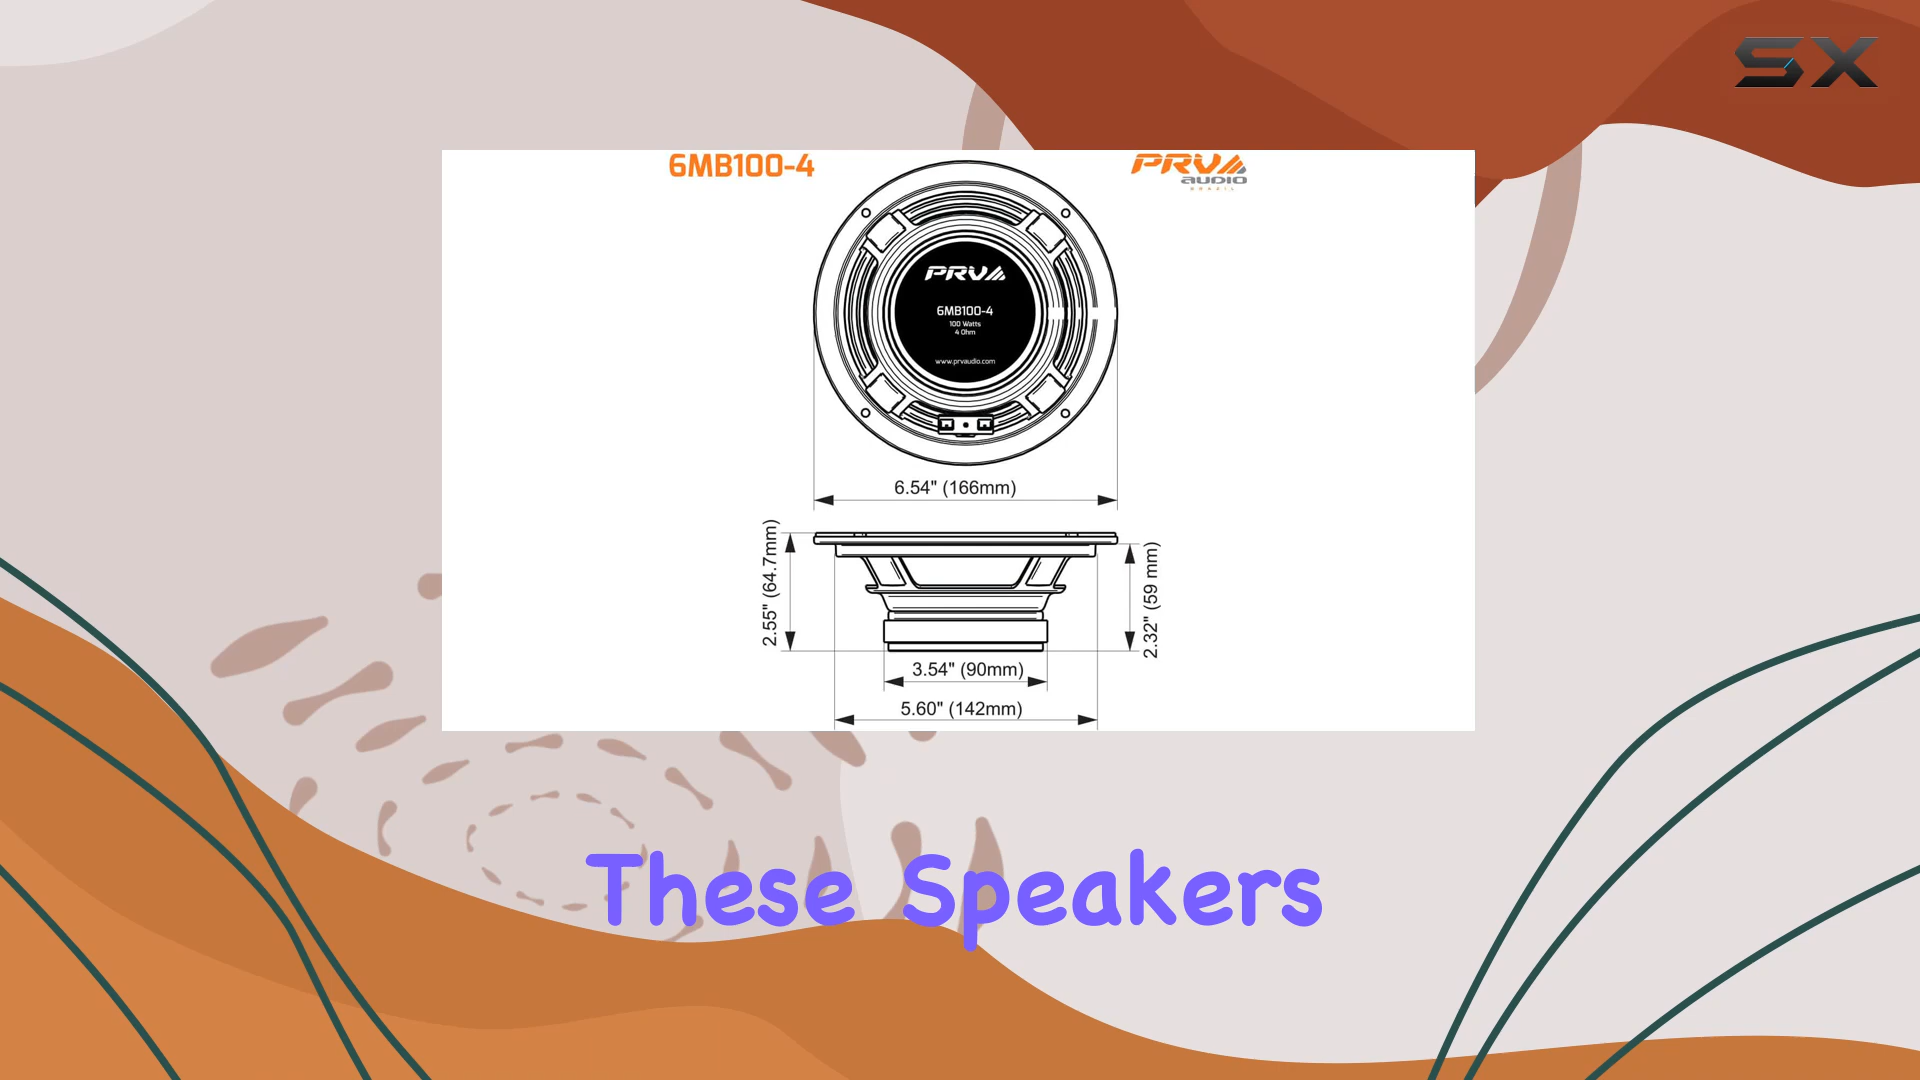 SX
6MB100-4
PRV
AUDIO
BRAZIL
PRV
6MB100-4
100 Watts
4 Ohm
www.prvaudio.com
6.54" (166mm)
2.55" (64.7mm)
2.32" (59 mm)
3.54" (90mm)
5.60" (142mm)
These Speakers